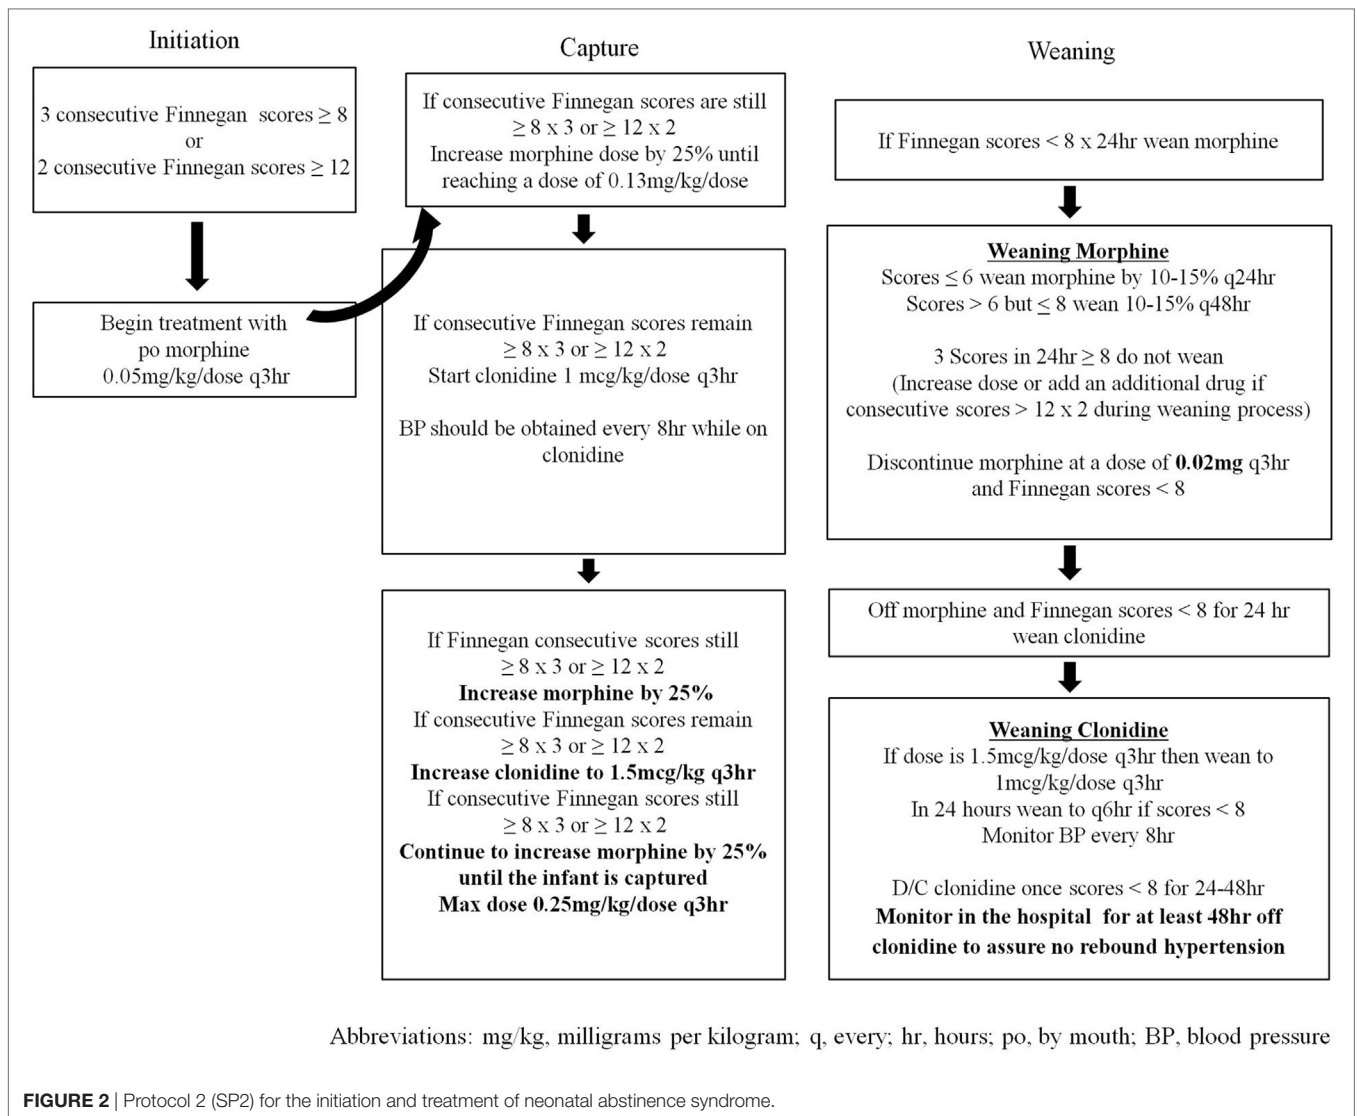 Initiation
3 consecutive Finnegan scores ≥ 8
or
2 consecutive Finnegan scores ≥ 12
Begin treatment with
po morphine
0.05mg/kg/dose q3hr
Capture
If consecutive Finnegan scores are still
≥ 8 x 3 or ≥ 12 x 2
Increase morphine dose by 25% until
reaching a dose of 0.13mg/kg/dose
If consecutive Finnegan scores remain
≥ 8 x 3 or ≥ 12 x 2
Start clonidine 1 mcg/kg/dose q3hr
BP should be obtained every 8hr while on
clonidine
If Finnegan consecutive scores still
≥ 8 x 3 or ≥ 12 x 2
Increase morphine by 25%
If consecutive Finnegan scores remain
≥ 8 x 3 or ≥ 12 x 2
Increase clonidine to 1.5mcg/kg q3hr
If consecutive Finnegan scores still
≥ 8 x 3 or ≥ 12 x 2
Continue to increase morphine by 25%
until the infant is captured
Max dose 0.25mg/kg/dose q3hr
Weaning
If Finnegan scores < 8 x 24hr wean morphine
Weaning Morphine
Scores ≤ 6 wean morphine by 10-15% q24hr
Scores > 6 but ≤ 8 wean 10-15% q48hr
3 Scores in 24hr ≥ 8 do not wean
(Increase dose or add an additional drug if
consecutive scores > 12 x 2 during weaning process)
Discontinue morphine at a dose of 0.02mg q3hr
and Finnegan scores < 8
Off morphine and Finnegan scores < 8 for 24 hr
wean clonidine
Weaning Clonidine
If dose is 1.5mcg/kg/dose q3hr then wean to
1mcg/kg/dose q3hr
In 24 hours wean to q6hr if scores < 8
Monitor BP every 8hr
D/C clonidine once scores < 8 for 24-48hr
Monitor in the hospital for at least 48hr off
clonidine to assure no rebound hypertension
Abbreviations: mg/kg, milligrams per kilogram; q, every; hr, hours; po, by mouth; BP, blood pressure
FIGURE 2 | Protocol 2 (SP2) for the initiation and treatment of neonatal abstinence syndrome.